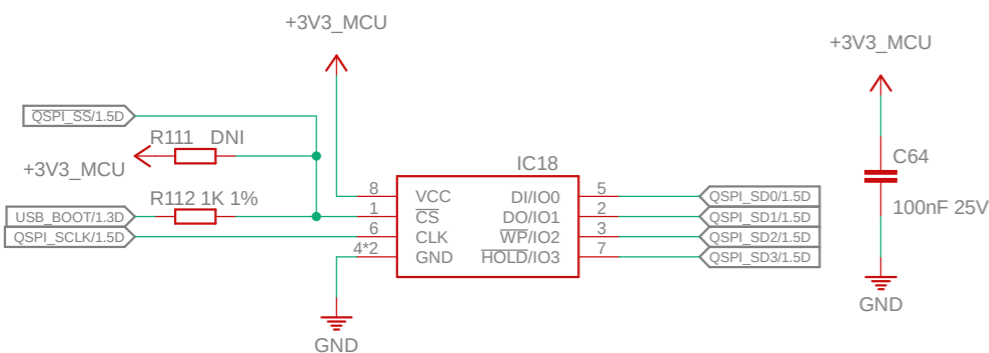 +3V3_MCU
+3V3_MCU
QSPI_SS/1.5D
R111 DNI
+3V3_MCU
IC18
C64
R112 1K 1%
100nF 25V
8 VCC DI/IO0 5 QSPI_SD0/1.5D
USB_BOOT/1.3D 1 CS DO/IO1 2 QSPI_SD1/1.5D
QSPI_SCLK/1.5D 6 CLK WP/IO2 3 QSPI_SD2/1.5D
4*2 GND HOLD/IO3 7 QSPI_SD3/1.5D
GND
GND